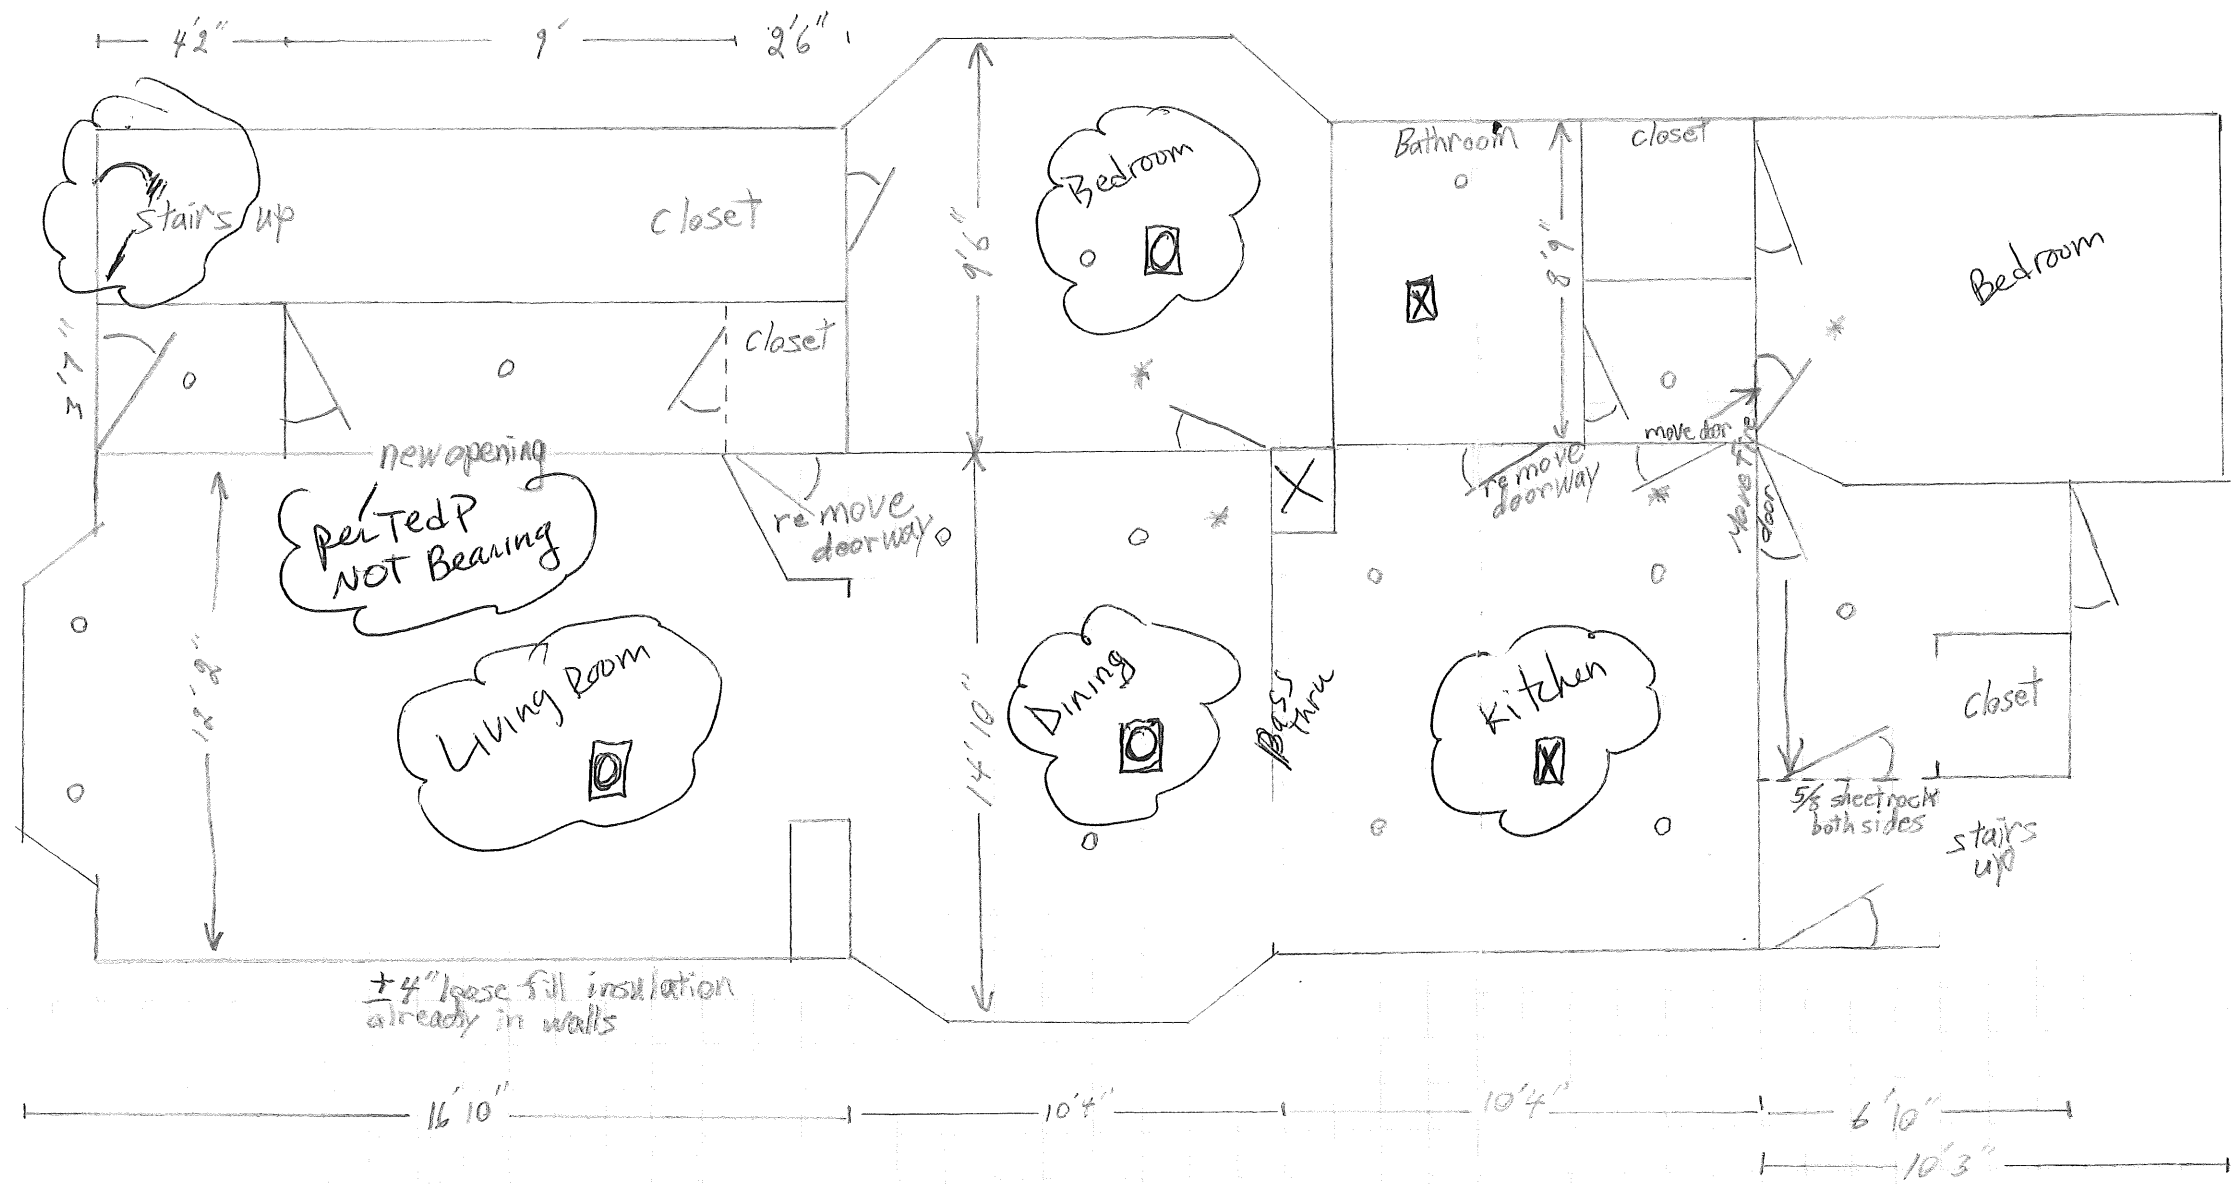 4'2"
9'
2'6"
stairs up
closet
Bedroom
9'6"
Bathroom
8'9"
closet
Bedroom
3'7"
closet
new opening
per Ted P
NOT Bearing
remove
doorway
remove
doorway
move door
move fire
door
12'2"
Living Room
14'10"
Dining
Pass
thru
Kitchen
closet
5/8 sheetrock
both sides
stairs
up
±4" loose fill insulation
already in walls
16'10"
10'4"
10'4"
6'10"
10'3"